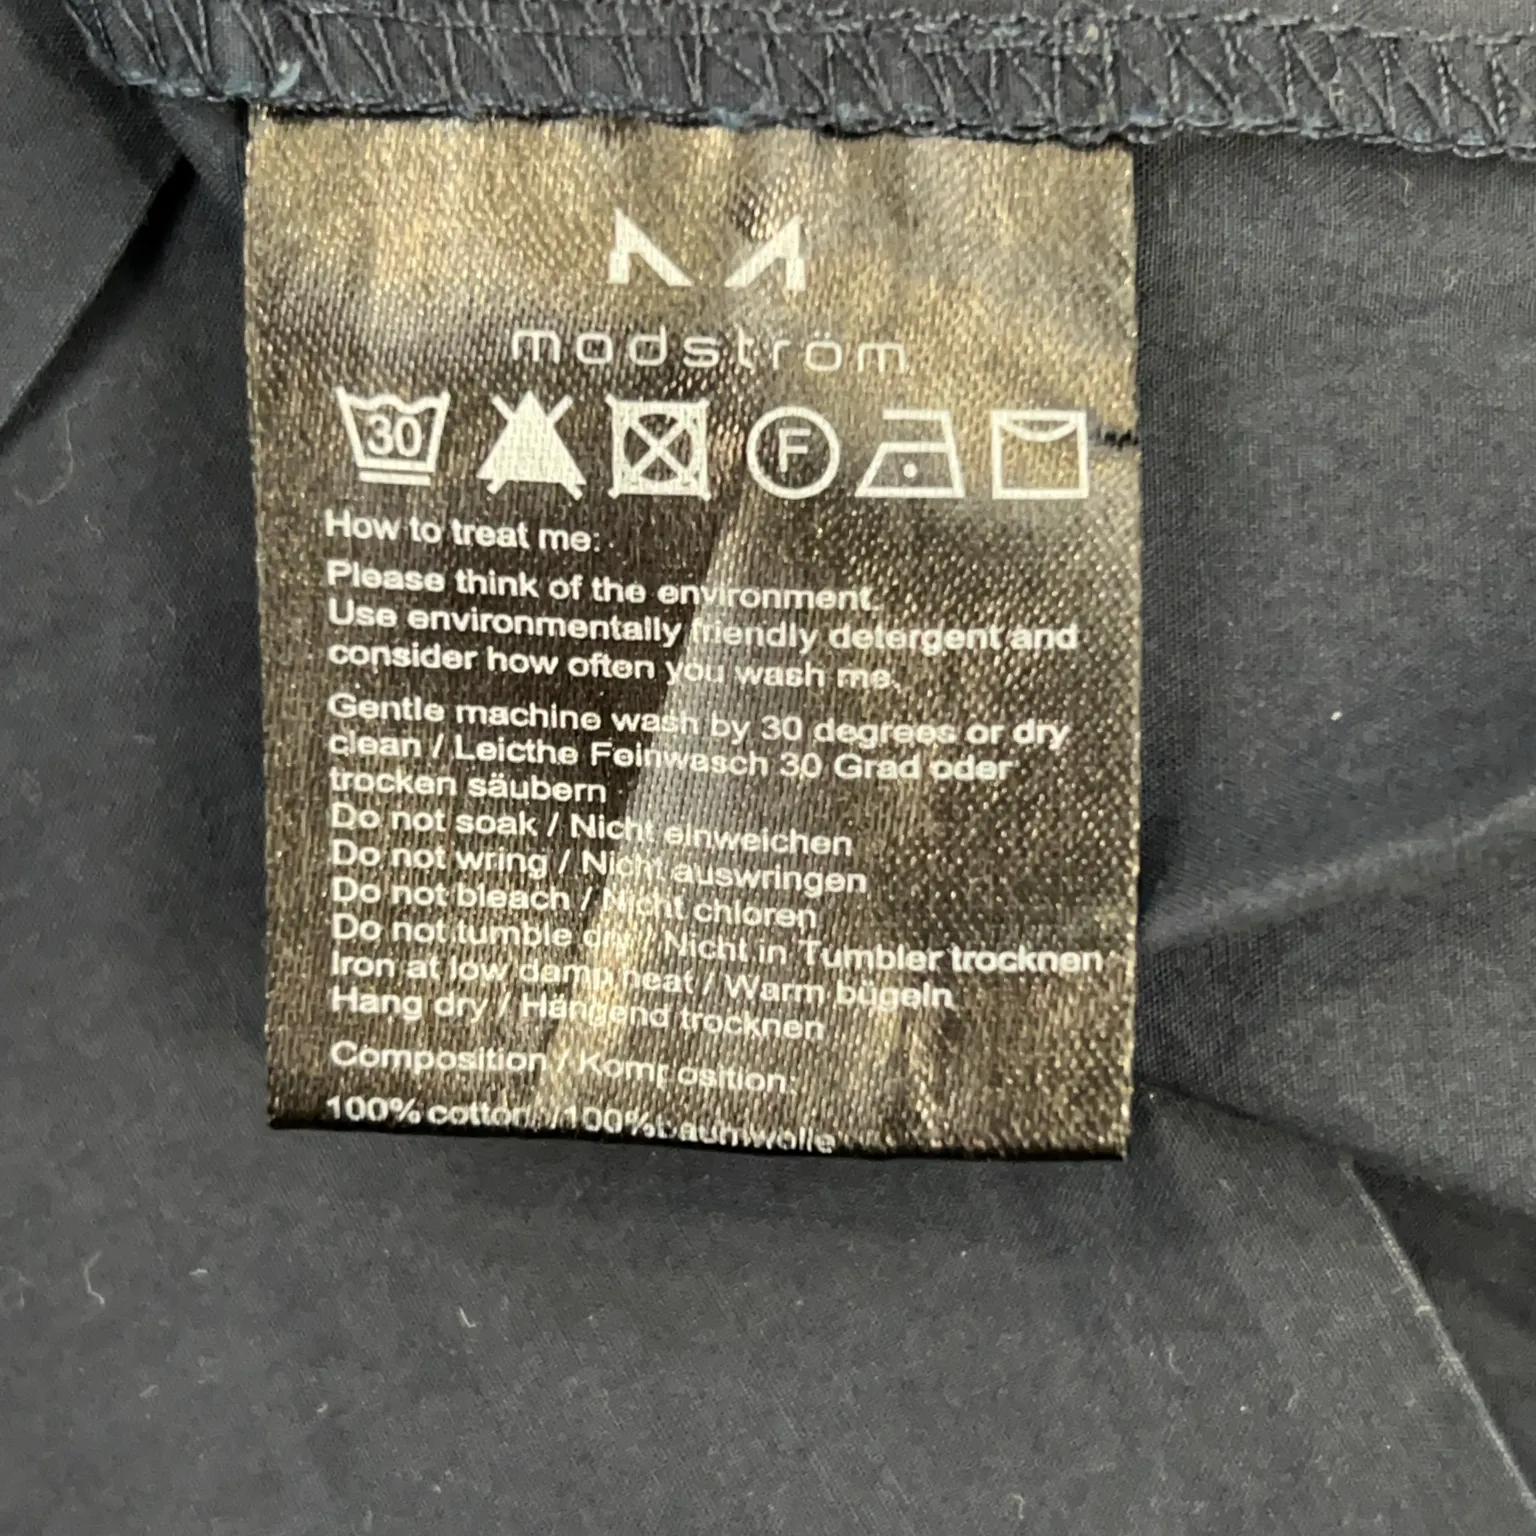 modström
30
F
How to treat me:
Please think of the environment.
Use environmentally friendly detergent and
consider how often you wash me.
Gentle machine wash by 30 degrees or dry
clean / Leicthe Feinwasch 30 Grad oder
trocken säubern
Do not soak / Nicht einweichen
Do not wring / Nicht auswringen
Do not bleach / Nicht chloren
Do not tumble dry / Nicht in Tumbler trocknen
Iron at low damp heat / Warm bügeln
Hang dry / Hängend trocknen
Composition / Komposition:
100% cotton / 100% baumwolle